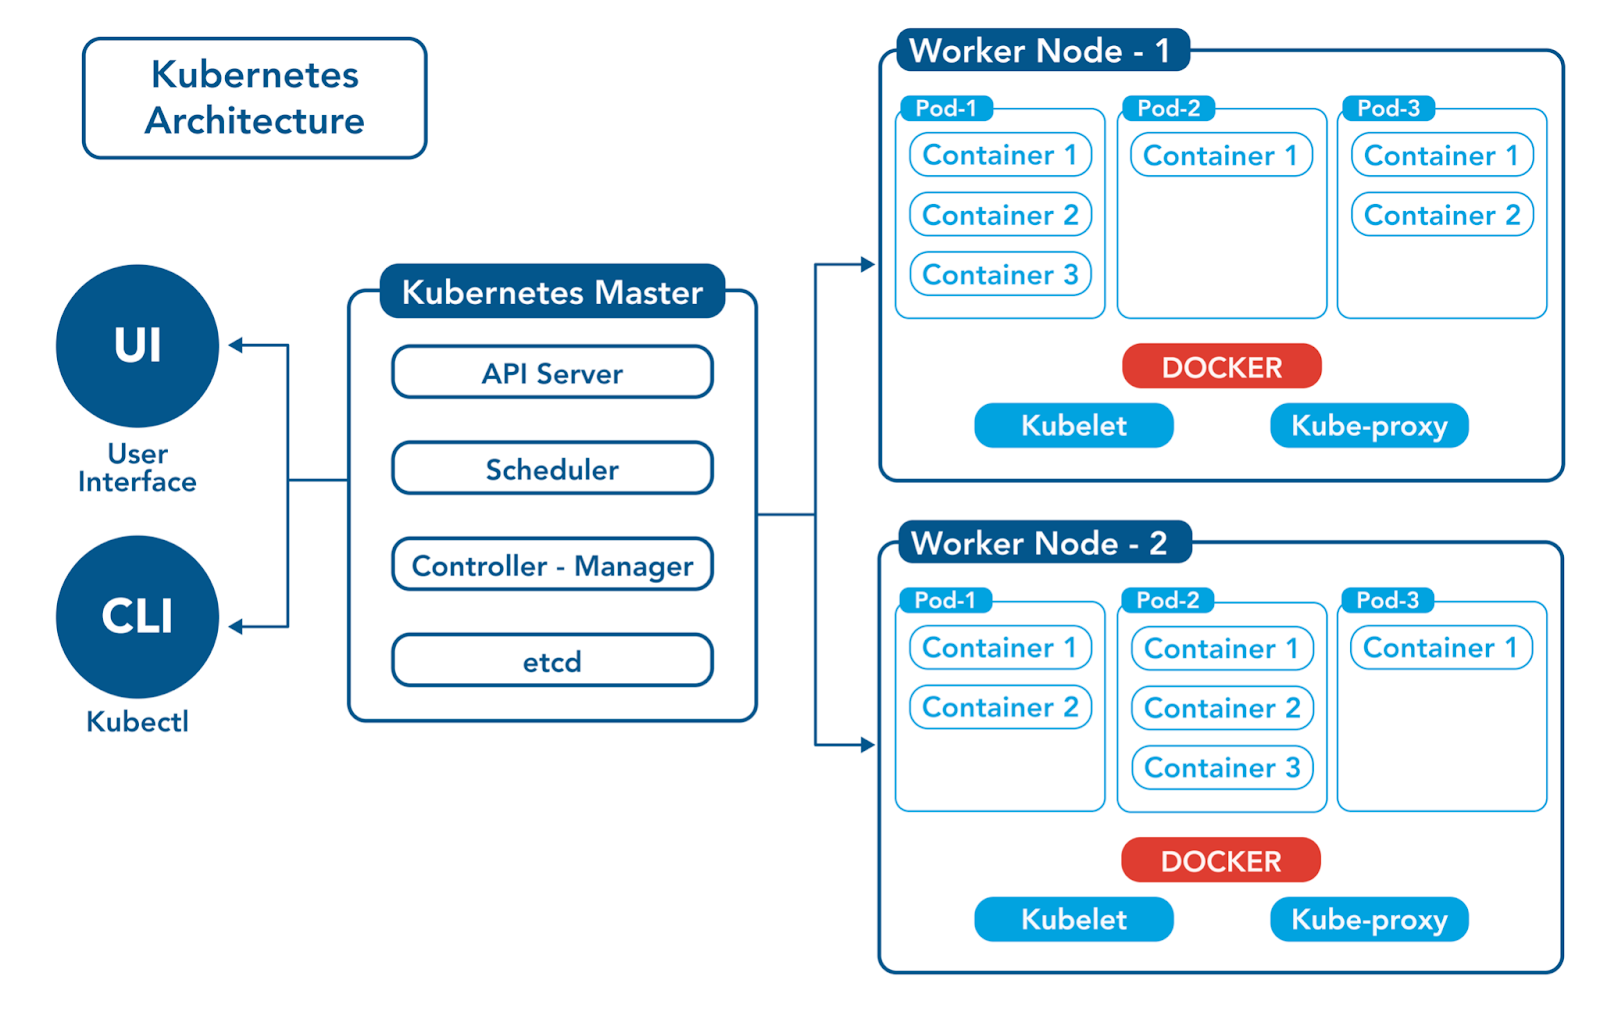 Kubernetes
Architecture
UI
User
Interface
CLI
Kubectl
Kubernetes Master
API Server
Scheduler
Controller - Manager
etcd
Worker Node - 1
Pod-1
Container 1
Container 2
Container 3
Pod-2
Container 1
Pod-3
Container 1
Container 2
DOCKER
Kubelet
Kube-proxy
Worker Node - 2
Pod-1
Container 1
Container 2
Pod-2
Container 1
Container 2
Container 3
Pod-3
Container 1
DOCKER
Kubelet
Kube-proxy